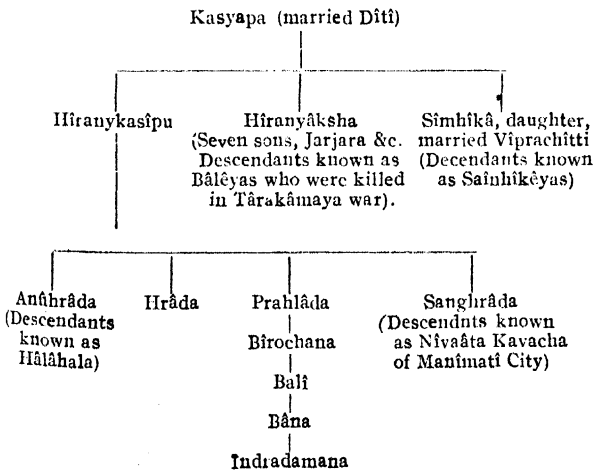 Kasyapa (married Dîtî)
Hîranykasîpu
Hîranyâksha
(Seven sons, Jarjara &c.
Descendants known as
Bâlêyas who were killed
in Târakâmaya war).
Sîmhîkâ, daughter,
married Vîprachîtti
(Decendants known
as Saînhîkêyas)
Anûhrâda
(Descendants
known as
Hâlâhala)
Hrâda
Prahlâda
Bîrochana
Balî
Bâna
Indradamana
Sanghrâda
(Descendnts known
as Nîvaâta Kavacha
of Manîmatî City)